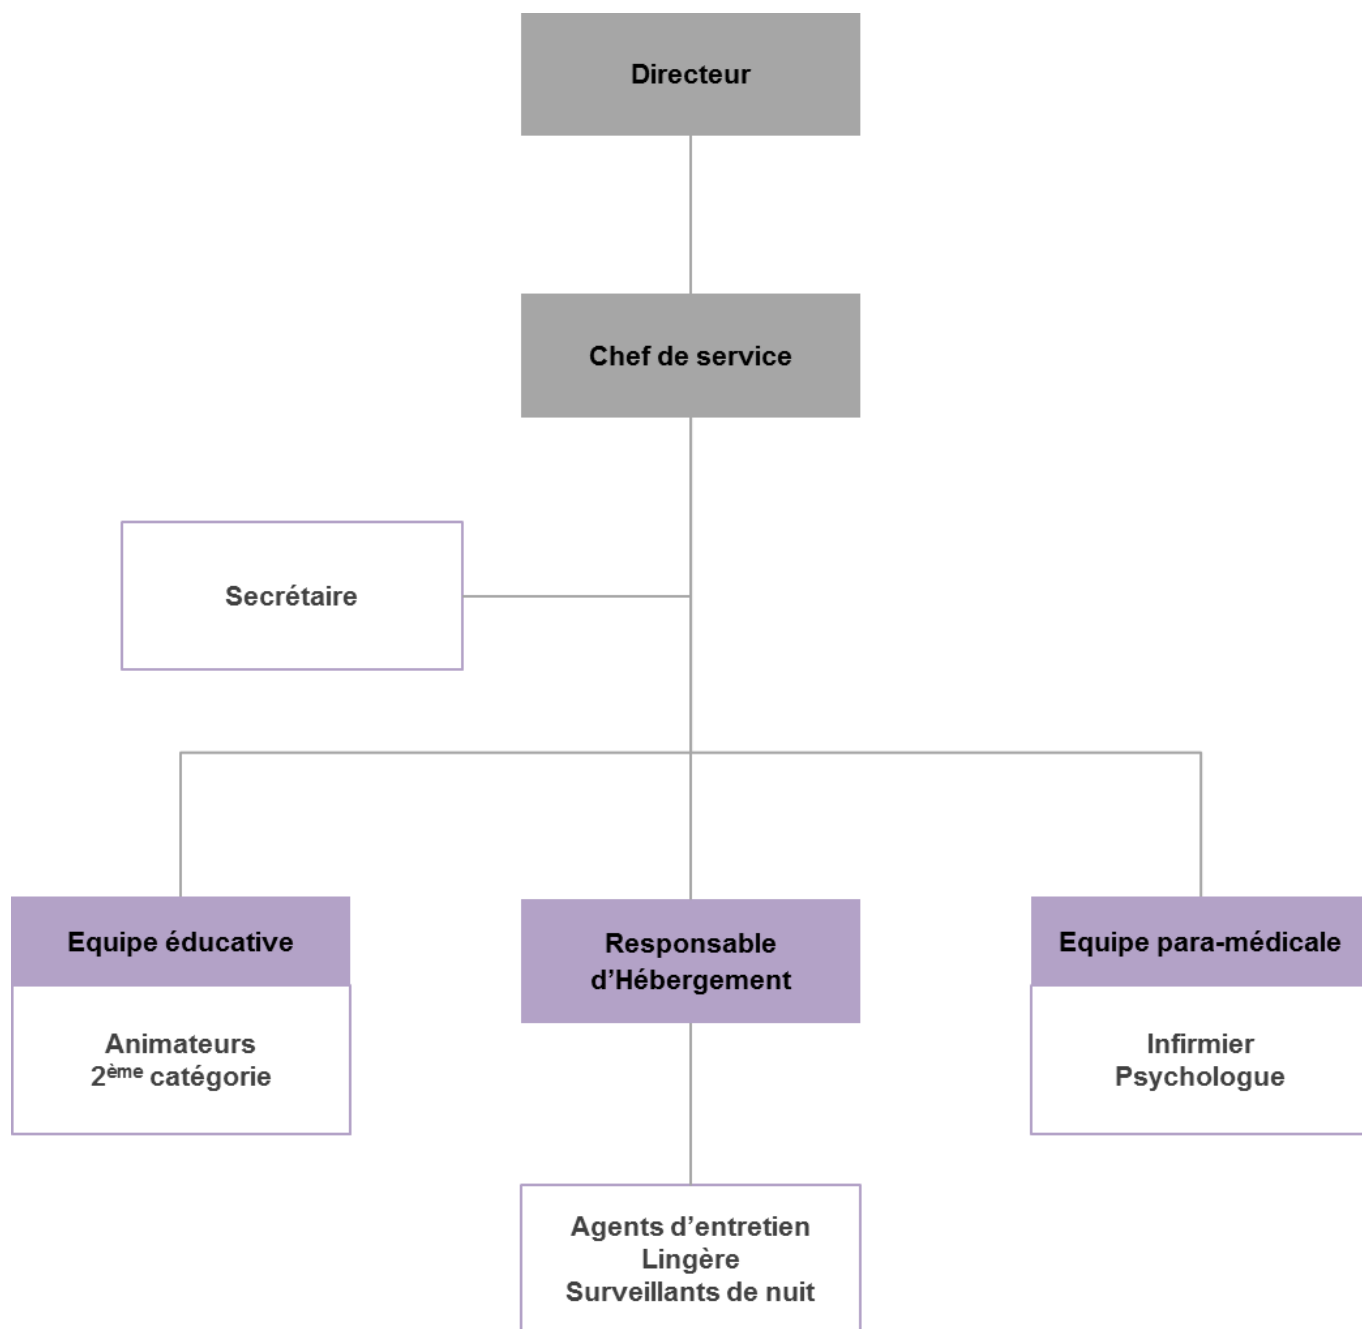 Directeur
Chef de service
Secrétaire
Equipe éducative
Animateurs
2ème catégorie
Responsable
d’Hébergement
Agents d’entretien
Lingère
Surveillants de nuit
Equipe para-médicale
Infirmier
Psychologue